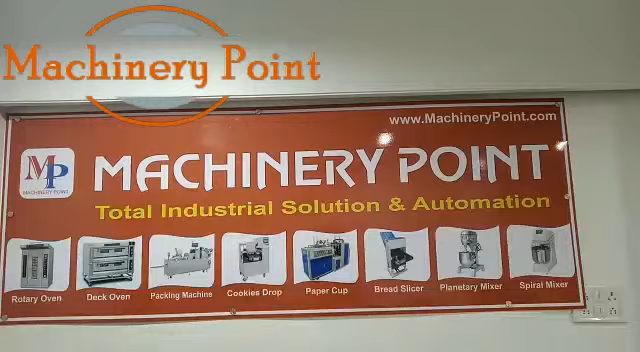 Machinery Point
www.MachineryPoint.com
MP
MACHINERY POINT
MACHINERY POINT
Total Industrial Solution & Automation
Rotary Oven
Deck Oven
Packing Machine
Cookies Drop
Paper Cup
Bread Slicer
Planetary Mixer
Spiral Mixer